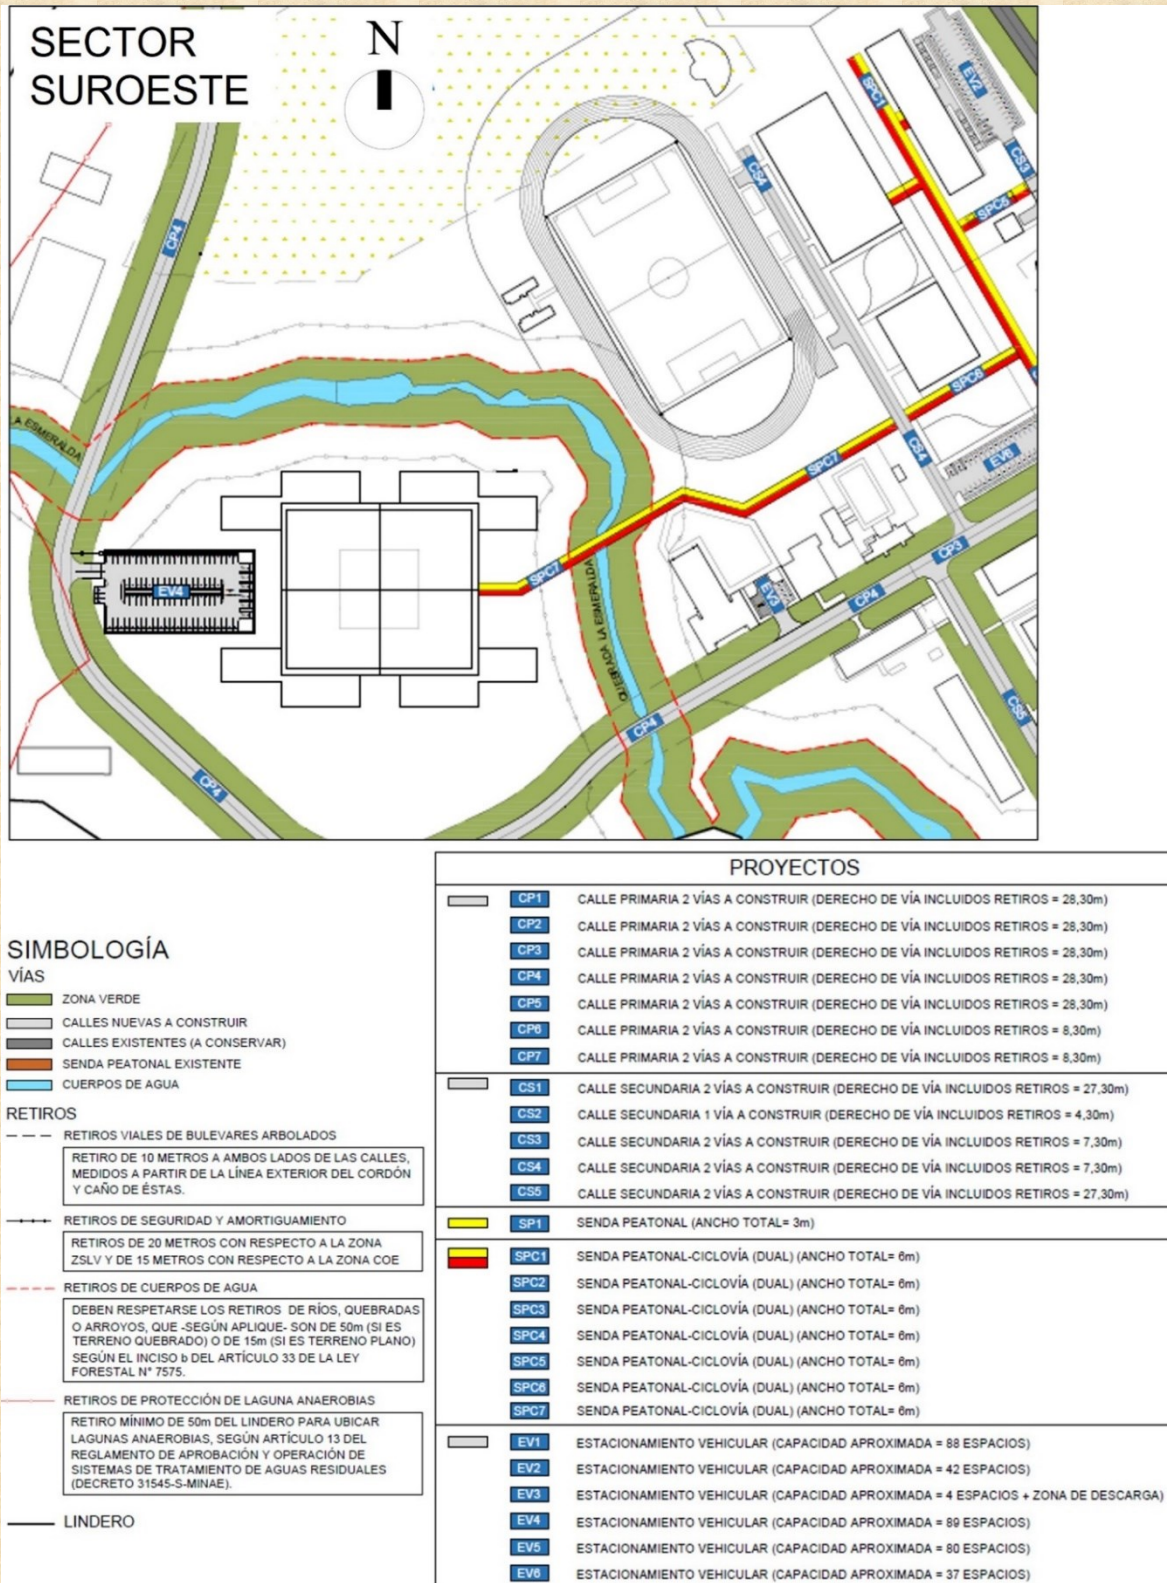 SECTOR
SUROESTE
N
SPC1
EV2
CS3
CS4
SPC5
CP4
SPC6
LA ESMERALDA
CS4
EV6
SPC7
CP3
SPC7
EV4
EV3
CP4
QUEBRADA LA ESMERALDA
CS5
CP4
CP4
PROYECTOS
CP1 CALLE PRIMARIA 2 VÍAS A CONSTRUIR (DERECHO DE VÍA INCLUIDOS RETIROS = 28,30m)
CP2 CALLE PRIMARIA 2 VÍAS A CONSTRUIR (DERECHO DE VÍA INCLUIDOS RETIROS = 28,30m)
CP3 CALLE PRIMARIA 2 VÍAS A CONSTRUIR (DERECHO DE VÍA INCLUIDOS RETIROS = 28,30m)
CP4 CALLE PRIMARIA 2 VÍAS A CONSTRUIR (DERECHO DE VÍA INCLUIDOS RETIROS = 28,30m)
CP5 CALLE PRIMARIA 2 VÍAS A CONSTRUIR (DERECHO DE VÍA INCLUIDOS RETIROS = 28,30m)
CP6 CALLE PRIMARIA 2 VÍAS A CONSTRUIR (DERECHO DE VÍA INCLUIDOS RETIROS = 8,30m)
CP7 CALLE PRIMARIA 2 VÍAS A CONSTRUIR (DERECHO DE VÍA INCLUIDOS RETIROS = 8,30m)
CS1 CALLE SECUNDARIA 2 VÍAS A CONSTRUIR (DERECHO DE VÍA INCLUIDOS RETIROS = 27,30m)
CS2 CALLE SECUNDARIA 1 VÍA A CONSTRUIR (DERECHO DE VÍA INCLUIDOS RETIROS = 4,30m)
CS3 CALLE SECUNDARIA 2 VÍAS A CONSTRUIR (DERECHO DE VÍA INCLUIDOS RETIROS = 7,30m)
CS4 CALLE SECUNDARIA 2 VÍAS A CONSTRUIR (DERECHO DE VÍA INCLUIDOS RETIROS = 7,30m)
CS5 CALLE SECUNDARIA 2 VÍAS A CONSTRUIR (DERECHO DE VÍA INCLUIDOS RETIROS = 27,30m)
SP1 SENDA PEATONAL (ANCHO TOTAL= 3m)
SPC1 SENDA PEATONAL-CICLOVÍA (DUAL) (ANCHO TOTAL= 6m)
SPC2 SENDA PEATONAL-CICLOVÍA (DUAL) (ANCHO TOTAL= 6m)
SPC3 SENDA PEATONAL-CICLOVÍA (DUAL) (ANCHO TOTAL= 6m)
SPC4 SENDA PEATONAL-CICLOVÍA (DUAL) (ANCHO TOTAL= 6m)
SPC5 SENDA PEATONAL-CICLOVÍA (DUAL) (ANCHO TOTAL= 6m)
SPC6 SENDA PEATONAL-CICLOVÍA (DUAL) (ANCHO TOTAL= 6m)
SPC7 SENDA PEATONAL-CICLOVÍA (DUAL) (ANCHO TOTAL= 6m)
EV1 ESTACIONAMIENTO VEHICULAR (CAPACIDAD APROXIMADA = 88 ESPACIOS)
EV2 ESTACIONAMIENTO VEHICULAR (CAPACIDAD APROXIMADA = 42 ESPACIOS)
EV3 ESTACIONAMIENTO VEHICULAR (CAPACIDAD APROXIMADA = 4 ESPACIOS + ZONA DE DESCARGA)
EV4 ESTACIONAMIENTO VEHICULAR (CAPACIDAD APROXIMADA = 89 ESPACIOS)
EV5 ESTACIONAMIENTO VEHICULAR (CAPACIDAD APROXIMADA = 80 ESPACIOS)
EV6 ESTACIONAMIENTO VEHICULAR (CAPACIDAD APROXIMADA = 37 ESPACIOS)
SIMBOLOGÍA
VÍAS
ZONA VERDE
CALLES NUEVAS A CONSTRUIR
CALLES EXISTENTES (A CONSERVAR)
SENDA PEATONAL EXISTENTE
CUERPOS DE AGUA
RETIROS
RETIROS VIALES DE BULEVARES ARBOLADOS
RETIRO DE 10 METROS A AMBOS LADOS DE LAS CALLES,
MEDIDOS A PARTIR DE LA LÍNEA EXTERIOR DEL CORDÓN
Y CAÑO DE ÉSTAS.
RETIROS DE SEGURIDAD Y AMORTIGUAMIENTO
RETIROS DE 20 METROS CON RESPECTO A LA ZONA
ZSLV Y DE 15 METROS CON RESPECTO A LA ZONA COE
RETIROS DE CUERPOS DE AGUA
DEBEN RESPETARSE LOS RETIROS DE RÍOS, QUEBRADAS
O ARROYOS, QUE -SEGÚN APLIQUE- SON DE 50m (SI ES
TERRENO QUEBRADO) O DE 15m (SI ES TERRENO PLANO)
SEGÚN EL INCISO b DEL ARTÍCULO 33 DE LA LEY
FORESTAL N° 7575.
RETIROS DE PROTECCIÓN DE LAGUNA ANAEROBIAS
RETIRO MÍNIMO DE 50m DEL LINDERO PARA UBICAR
LAGUNAS ANAEROBIAS, SEGÚN ARTÍCULO 13 DEL
REGLAMENTO DE APROBACIÓN Y OPERACIÓN DE
SISTEMAS DE TRATAMIENTO DE AGUAS RESIDUALES
(DECRETO 31545-S-MINAE).
LINDERO